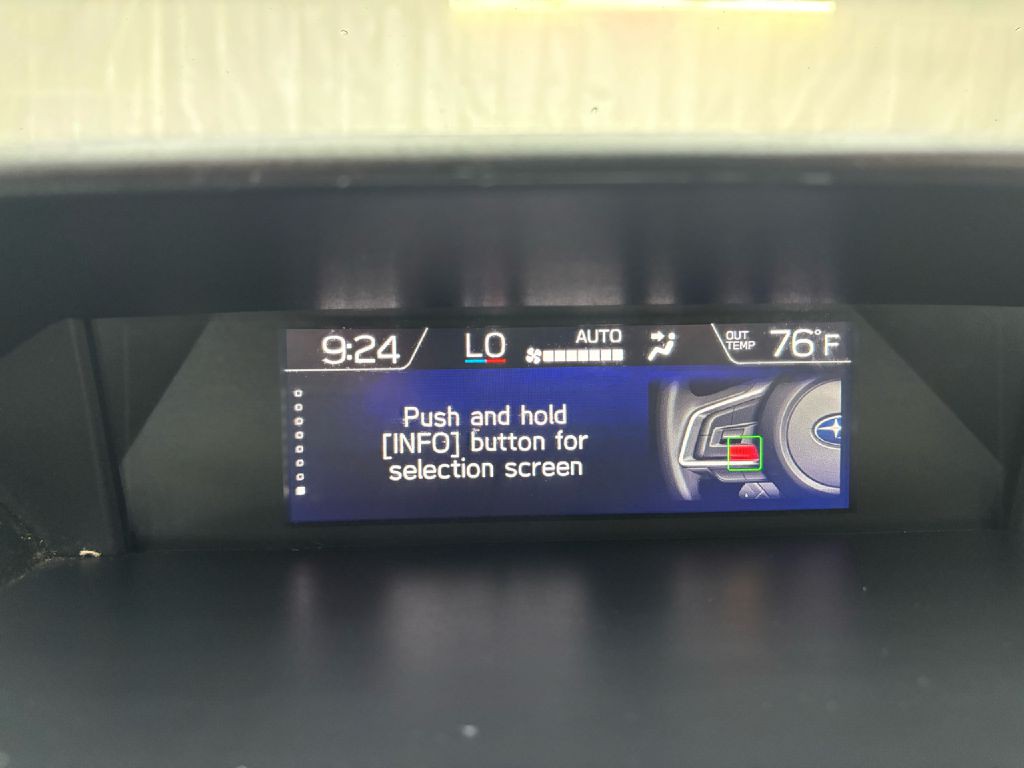 9:24
LO
AUTO
OUT
TEMP
76°F
Push and hold
[INFO] button for
selection screen